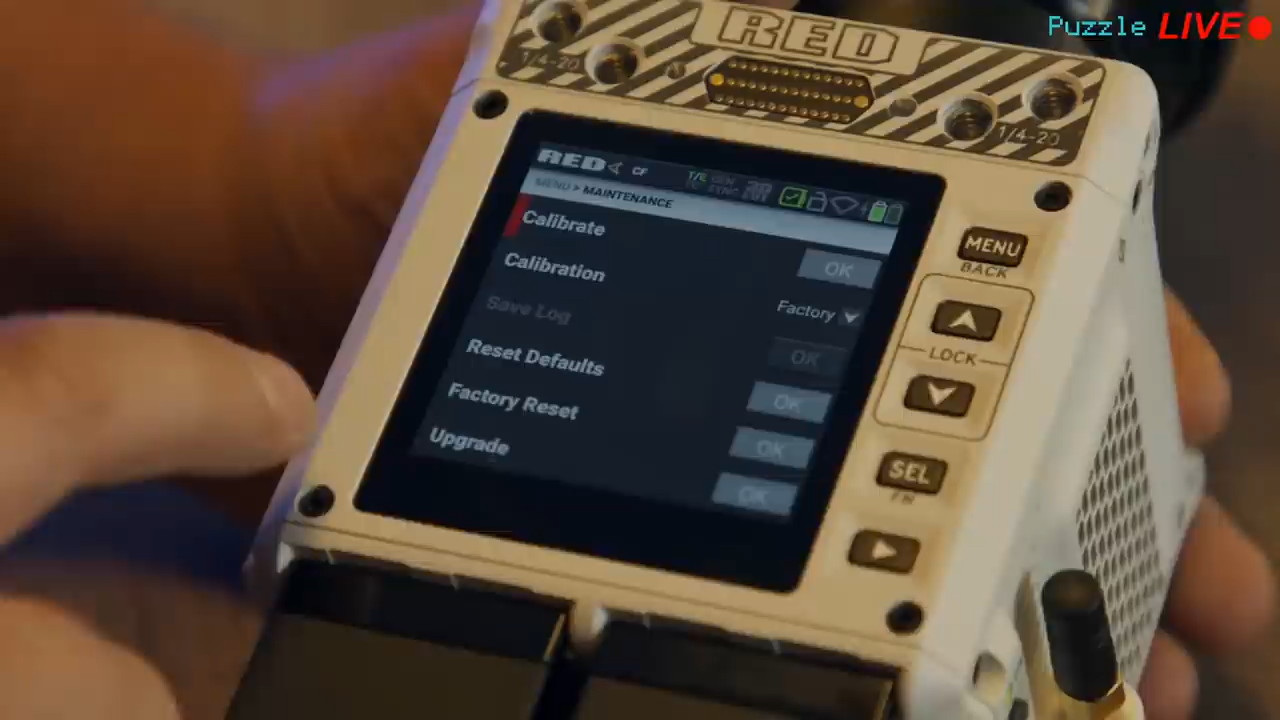 Puzzle LIVE
RED
1/4-20
1/4-20
RED CF
MENU > MAINTENANCE
Calibrate OK
Calibration Factory
Save Log OK
Reset Defaults OK
Factory Reset OK
Upgrade OK
MENU
BACK
LOCK
SEL